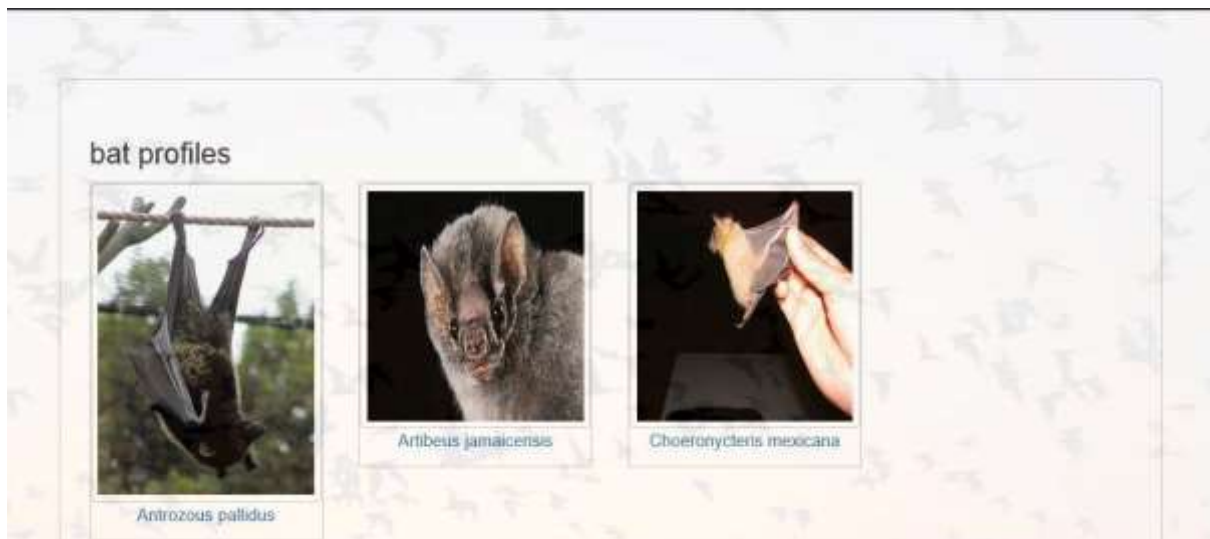 bat profiles
Artibeus jamaicensis
Choeronycteris mexicana
Antrozous pallidus